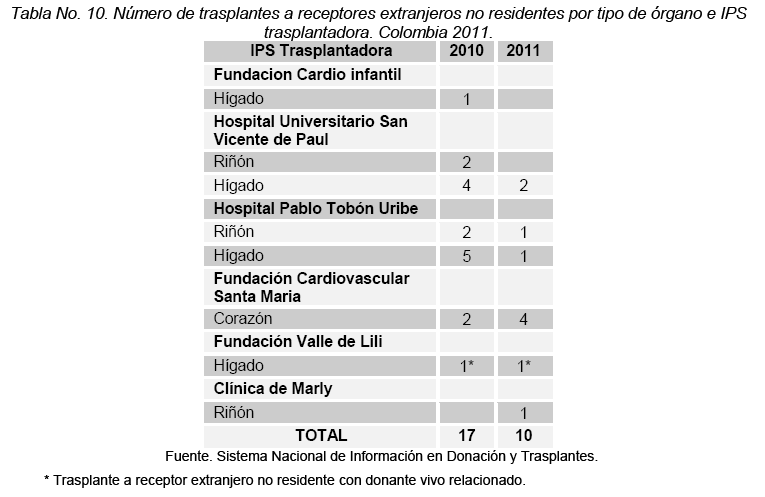 Tabla No. 10. Número de trasplantes a receptores extranjeros no residentes por tipo de órgano e IPS
trasplantadora. Colombia 2011.
IPS Trasplantadora 2010 2011
Fundacion Cardio infantil
Hígado 1
Hospital Universitario San
Vicente de Paul
Riñón 2
Hígado 4 2
Hospital Pablo Tobón Uribe
Riñón 2 1
Hígado 5 1
Fundación Cardiovascular
Santa Maria
Corazón 2 4
Fundación Valle de Lili
Hígado 1* 1*
Clínica de Marly
Riñón 1
TOTAL 17 10
Fuente. Sistema Nacional de Información en Donación y Trasplantes.
* Trasplante a receptor extranjero no residente con donante vivo relacionado.